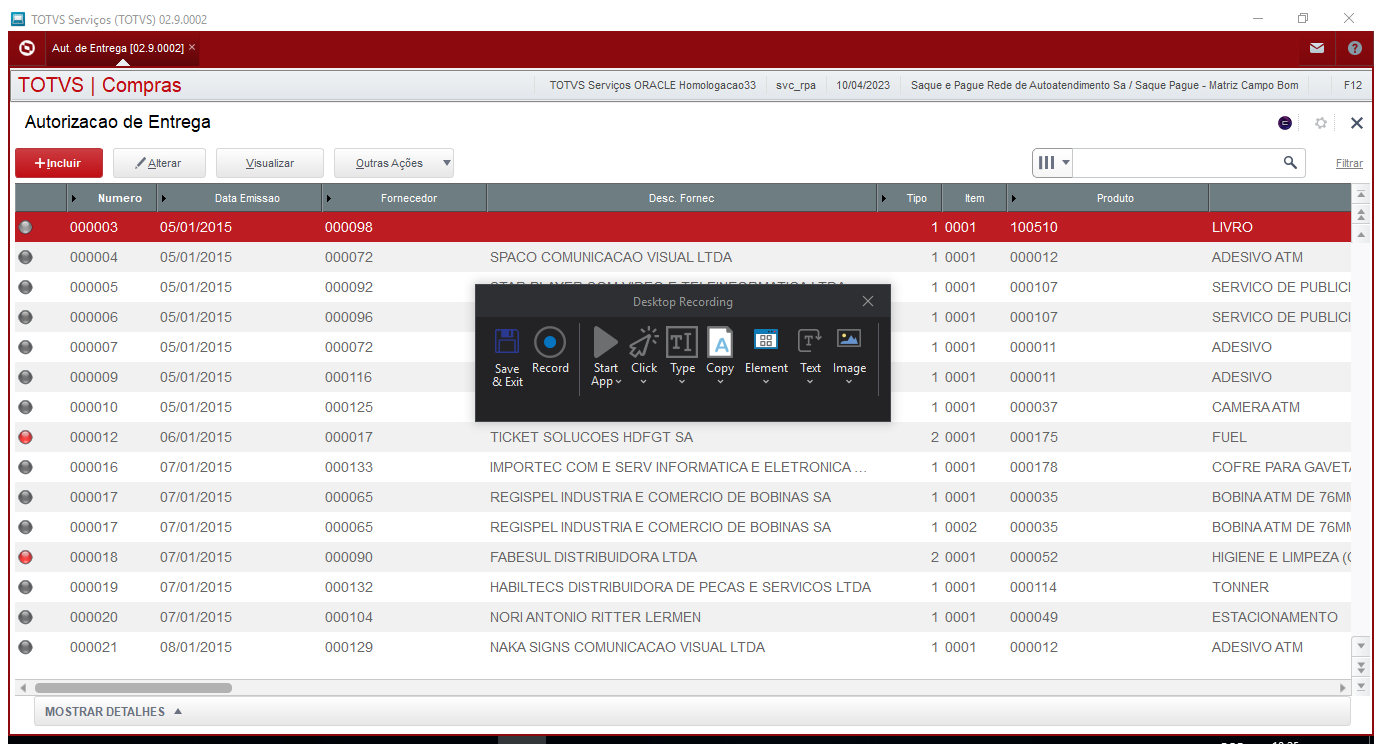 TOTVS Serviços (TOTVS) 02.9.0002
Aut. de Entrega [02.9.0002] ×
TOTVS | Compras TOTVS Serviços ORACLE Homologacao33 svc_rpa 10/04/2023 Saque e Pague Rede de Autoatendimento Sa / Saque Pague - Matriz Campo Bom F12
Autorizacao de Entrega
+Incluir Alterar Visualizar Outras Ações Filtrar
Numero Data Emissao Fornecedor Desc. Fornec Tipo Item Produto
000003 05/01/2015 000098 1 0001 100510 LIVRO
000004 05/01/2015 000072 SPACO COMUNICACAO VISUAL LTDA 1 0001 000012 ADESIVO ATM
000005 05/01/2015 000092 1 0001 000107 SERVICO DE PUBLICI
000006 05/01/2015 000096 1 0001 000107 SERVICO DE PUBLICI
000007 05/01/2015 000072 1 0001 000011 ADESIVO
000009 05/01/2015 000116 1 0001 000011 ADESIVO
000010 05/01/2015 000125 1 0001 000037 CAMERA ATM
Desktop Recording
Save & Exit Record Start App Click Type Copy Element Text Image
000012 06/01/2015 000017 TICKET SOLUCOES HDFGT SA 2 0001 000175 FUEL
000016 07/01/2015 000133 IMPORTEC COM E SERV INFORMATICA E ELETRONICA ... 1 0001 000178 COFRE PARA GAVETA
000017 07/01/2015 000065 REGISPEL INDUSTRIA E COMERCIO DE BOBINAS SA 1 0001 000035 BOBINA ATM DE 76MM
000017 07/01/2015 000065 REGISPEL INDUSTRIA E COMERCIO DE BOBINAS SA 1 0002 000035 BOBINA ATM DE 76MM
000018 07/01/2015 000090 FABESUL DISTRIBUIDORA LTDA 2 0001 000052 HIGIENE E LIMPEZA (
000019 07/01/2015 000132 HABILTECS DISTRIBUIDORA DE PECAS E SERVICOS LTDA 1 0001 000114 TONNER
000020 07/01/2015 000104 NORI ANTONIO RITTER LERMEN 1 0001 000049 ESTACIONAMENTO
000021 08/01/2015 000129 NAKA SIGNS COMUNICACAO VISUAL LTDA 1 0001 000012 ADESIVO ATM
MOSTRAR DETALHES